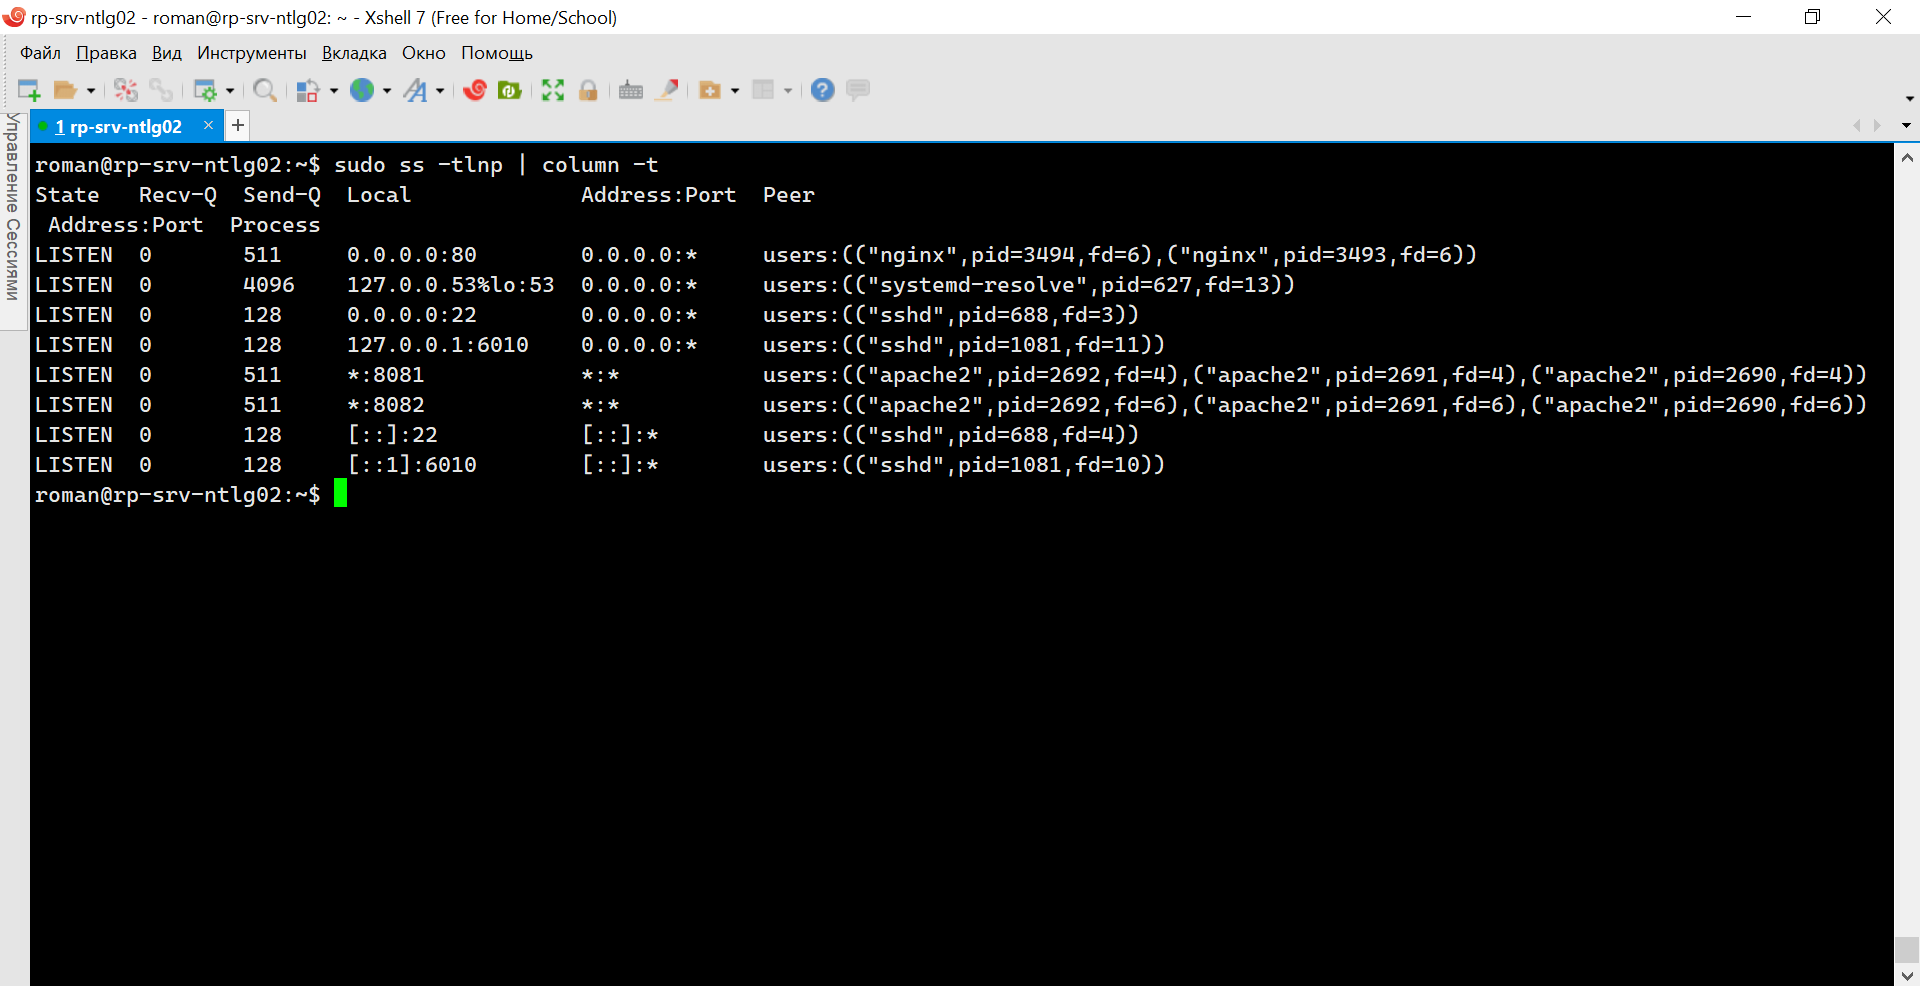 rp-srv-ntlg02 - roman@rp-srv-ntlg02: ~ - Xshell 7 (Free for Home/School)
Файл Правка Вид Инструменты Вкладка Окно Помощь
1 rp-srv-ntlg02 × +
Управление Сессиями
roman@rp-srv-ntlg02:~$ sudo ss -tlnp | column -t
State Recv-Q Send-Q Local Address:Port Peer
Address:Port Process
LISTEN 0 511 0.0.0.0:80 0.0.0.0:* users:(("nginx",pid=3494,fd=6),("nginx",pid=3493,fd=6))
LISTEN 0 4096 127.0.0.53%lo:53 0.0.0.0:* users:(("systemd-resolve",pid=627,fd=13))
LISTEN 0 128 0.0.0.0:22 0.0.0.0:* users:(("sshd",pid=688,fd=3))
LISTEN 0 128 127.0.0.1:6010 0.0.0.0:* users:(("sshd",pid=1081,fd=11))
LISTEN 0 511 *:8081 *:* users:(("apache2",pid=2692,fd=4),("apache2",pid=2691,fd=4),("apache2",pid=2690,fd=4))
LISTEN 0 511 *:8082 *:* users:(("apache2",pid=2692,fd=6),("apache2",pid=2691,fd=6),("apache2",pid=2690,fd=6))
LISTEN 0 128 [::]:22 [::]:* users:(("sshd",pid=688,fd=4))
LISTEN 0 128 [::1]:6010 [::]:* users:(("sshd",pid=1081,fd=10))
roman@rp-srv-ntlg02:~$